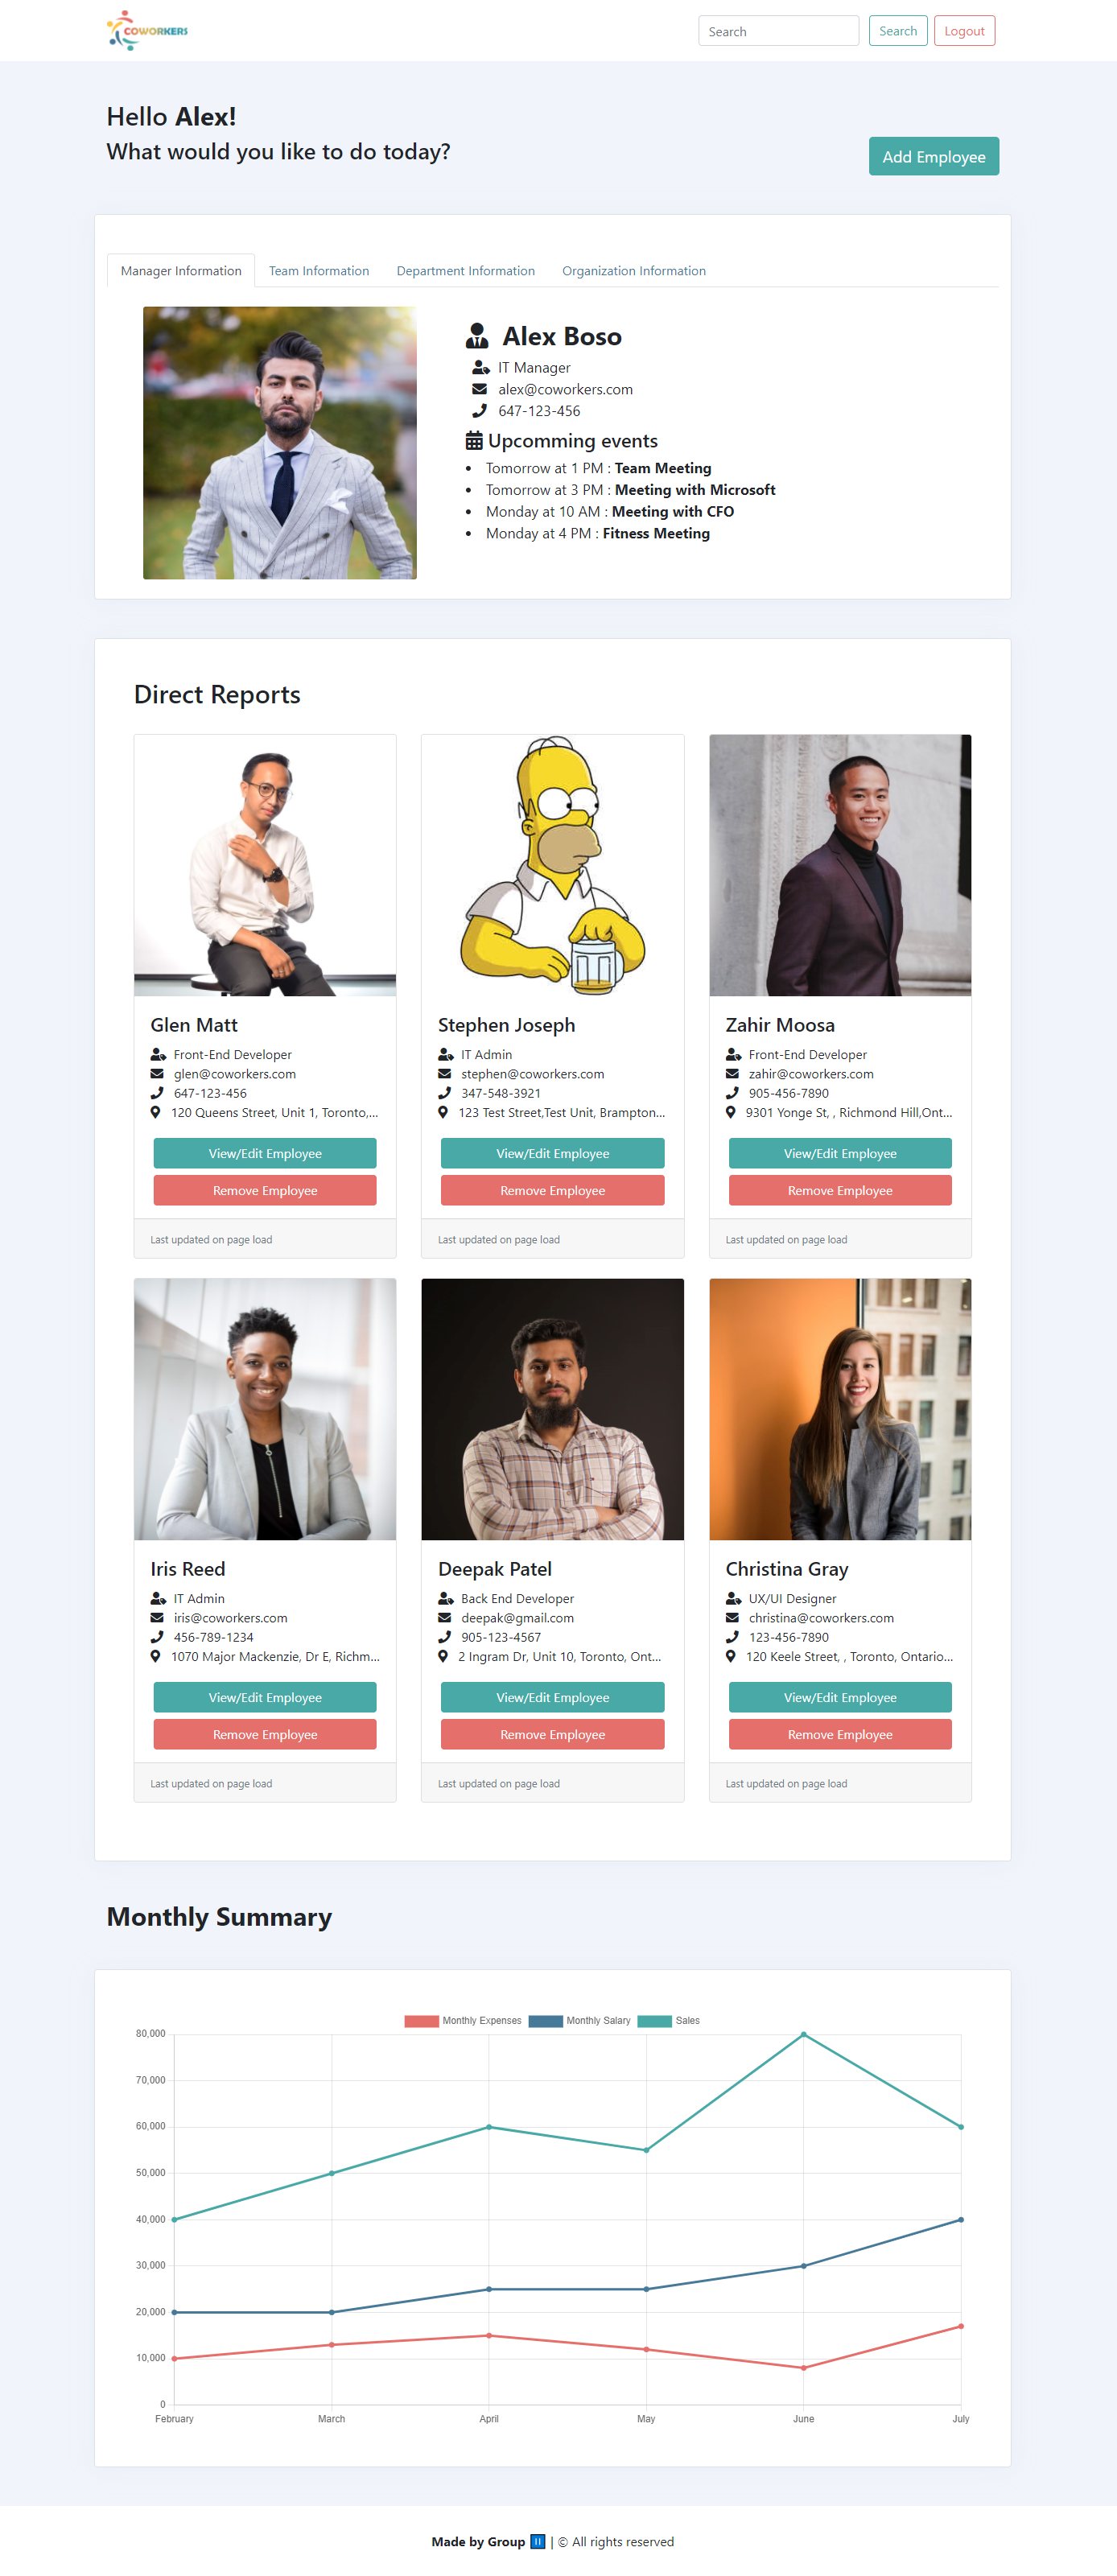 COWORKERS
Search
Search
Logout
Hello Alex!
What would you like to do today?
Add Employee
Manager Information
Team Information
Department Information
Organization Information
Alex Boso
IT Manager
alex@coworkers.com
647-123-456
Upcomming events
• Tomorrow at 1 PM : Team Meeting
• Tomorrow at 3 PM : Meeting with Microsoft
• Monday at 10 AM : Meeting with CFO
• Monday at 4 PM : Fitness Meeting
Direct Reports
Glen Matt
Front-End Developer
glen@coworkers.com
647-123-456
120 Queens Street, Unit 1, Toronto,...
View/Edit Employee
Remove Employee
Last updated on page load
Stephen Joseph
IT Admin
stephen@coworkers.com
347-548-3921
123 Test Street,Test Unit, Brampton...
View/Edit Employee
Remove Employee
Last updated on page load
Zahir Moosa
Front-End Developer
zahir@coworkers.com
905-456-7890
9301 Yonge St, , Richmond Hill,Ont...
View/Edit Employee
Remove Employee
Last updated on page load
Iris Reed
IT Admin
iris@coworkers.com
456-789-1234
1070 Major Mackenzie, Dr E, Richm...
View/Edit Employee
Remove Employee
Last updated on page load
Deepak Patel
Back End Developer
deepak@gmail.com
905-123-4567
2 Ingram Dr, Unit 10, Toronto, Ont...
View/Edit Employee
Remove Employee
Last updated on page load
Christina Gray
UX/UI Designer
christina@coworkers.com
123-456-7890
120 Keele Street, , Toronto, Ontario...
View/Edit Employee
Remove Employee
Last updated on page load
Monthly Summary
Monthly Expenses
Monthly Salary
Sales
80,000
70,000
60,000
50,000
40,000
30,000
20,000
10,000
0
February
March
April
May
June
July
Made by Group ⏸ | © All rights reserved